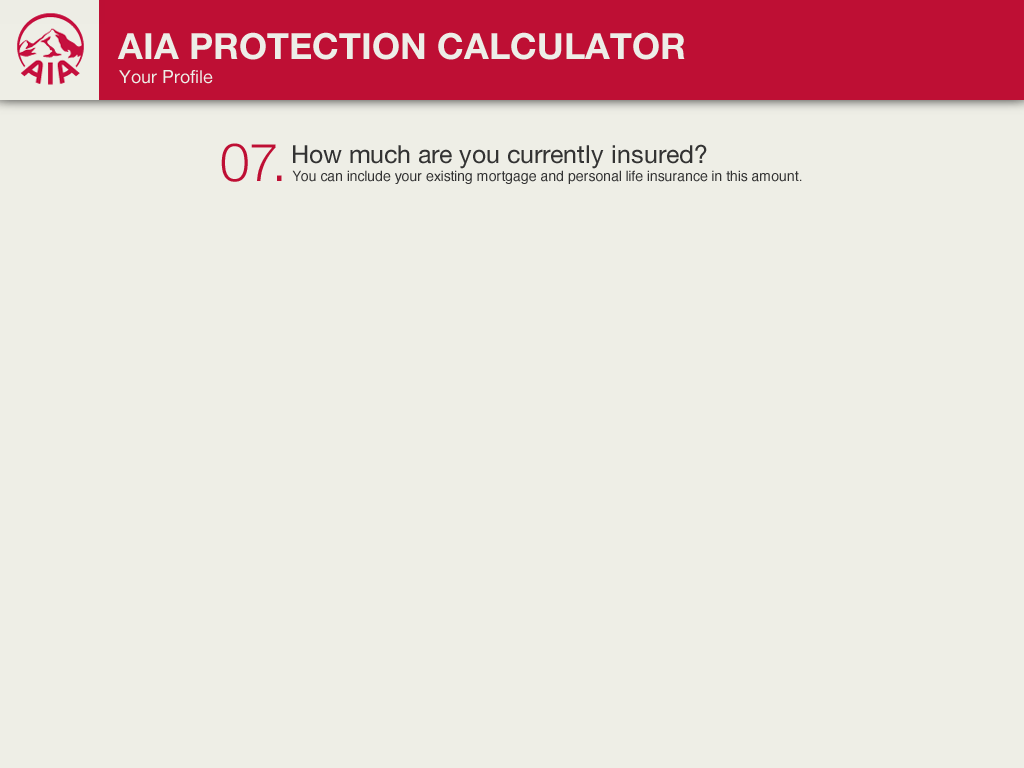 AIA
AIA PROTECTION CALCULATOR
Your Profile
07. How much are you currently insured?
You can include your existing mortgage and personal life insurance in this amount.